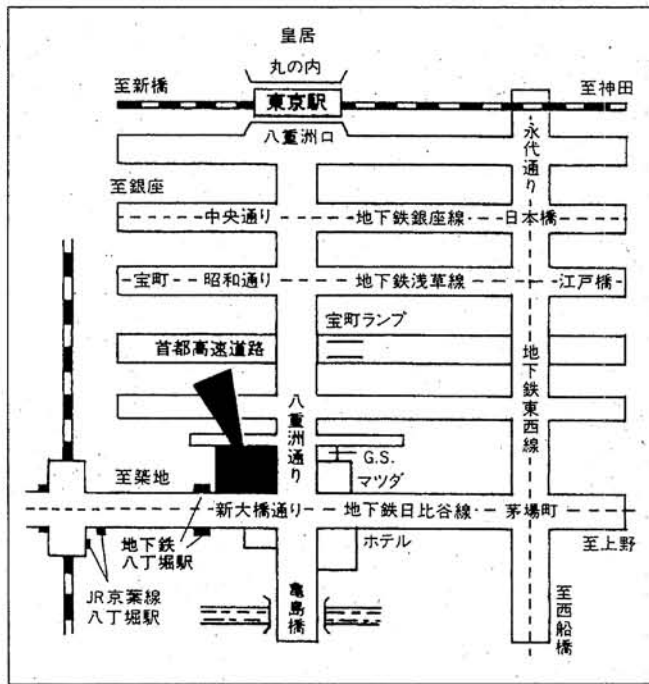 皇居
丸の内
至新橋
東京駅
至神田
八重洲口
永代通り
至銀座
中央通り
地下鉄銀座線
日本橋
宝町
昭和通り
地下鉄浅草線
江戸橋
宝町ランプ
首都高速道路
地下鉄東西線
八重洲通り
G.S.
マツダ
至築地
新大橋通り
地下鉄日比谷線
茅場町
地下鉄
八丁堀駅
ホテル
至上野
JR京葉線
八丁堀駅
亀島橋
至西船橋